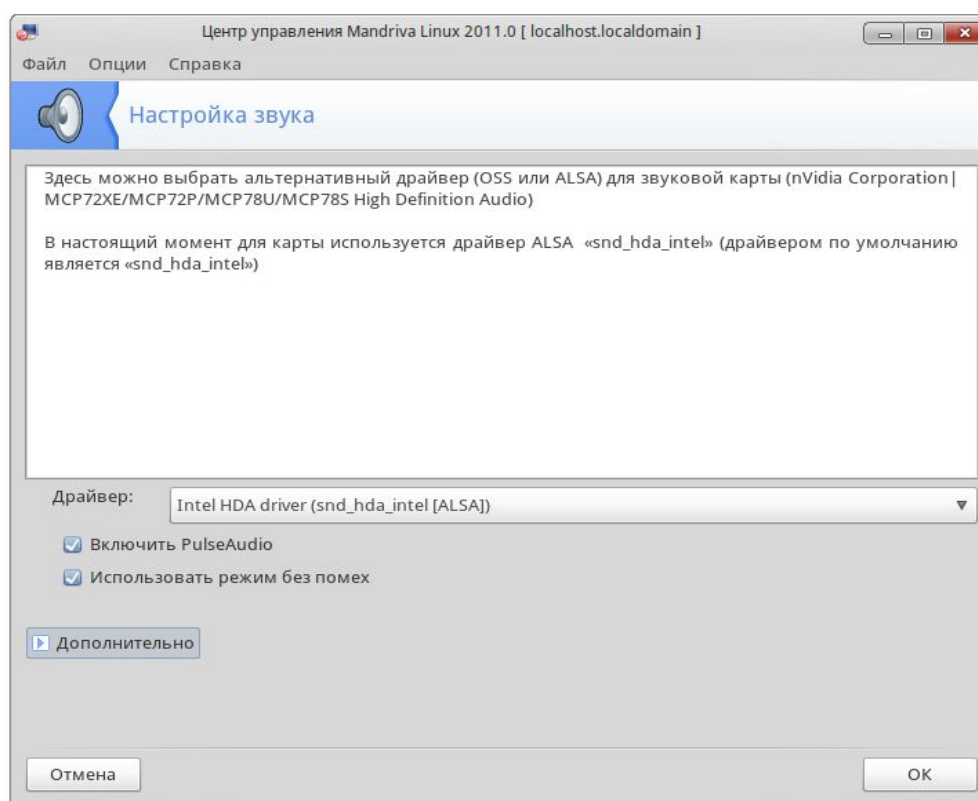 Центр управления Mandriva Linux 2011.0 [ localhost.localdomain ]
Файл Опции Справка
Настройка звука
Здесь можно выбрать альтернативный драйвер (OSS или ALSA) для звуковой карты (nVidia Corporation|
MCP72XE/MCP72P/MCP78U/MCP78S High Definition Audio)
В настоящий момент для карты используется драйвер ALSA «snd_hda_intel» (драйвером по умолчанию
является «snd_hda_intel»)
Драйвер: Intel HDA driver (snd_hda_intel [ALSA])
Включить PulseAudio
Использовать режим без помех
Дополнительно
Отмена OK